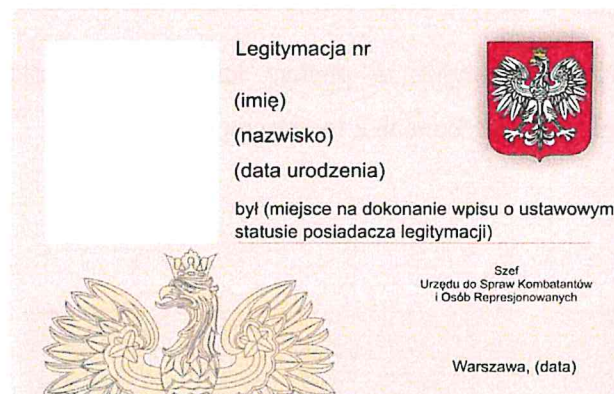 Legitymacja nr
(imię)
(nazwisko)
(data urodzenia)
był (miejsce na dokonanie wpisu o ustawowym
statusie posiadacza legitymacji)
Szef
Urzędu do Spraw Kombatantów
i Osób Represjonowanych
Warszawa, (data)